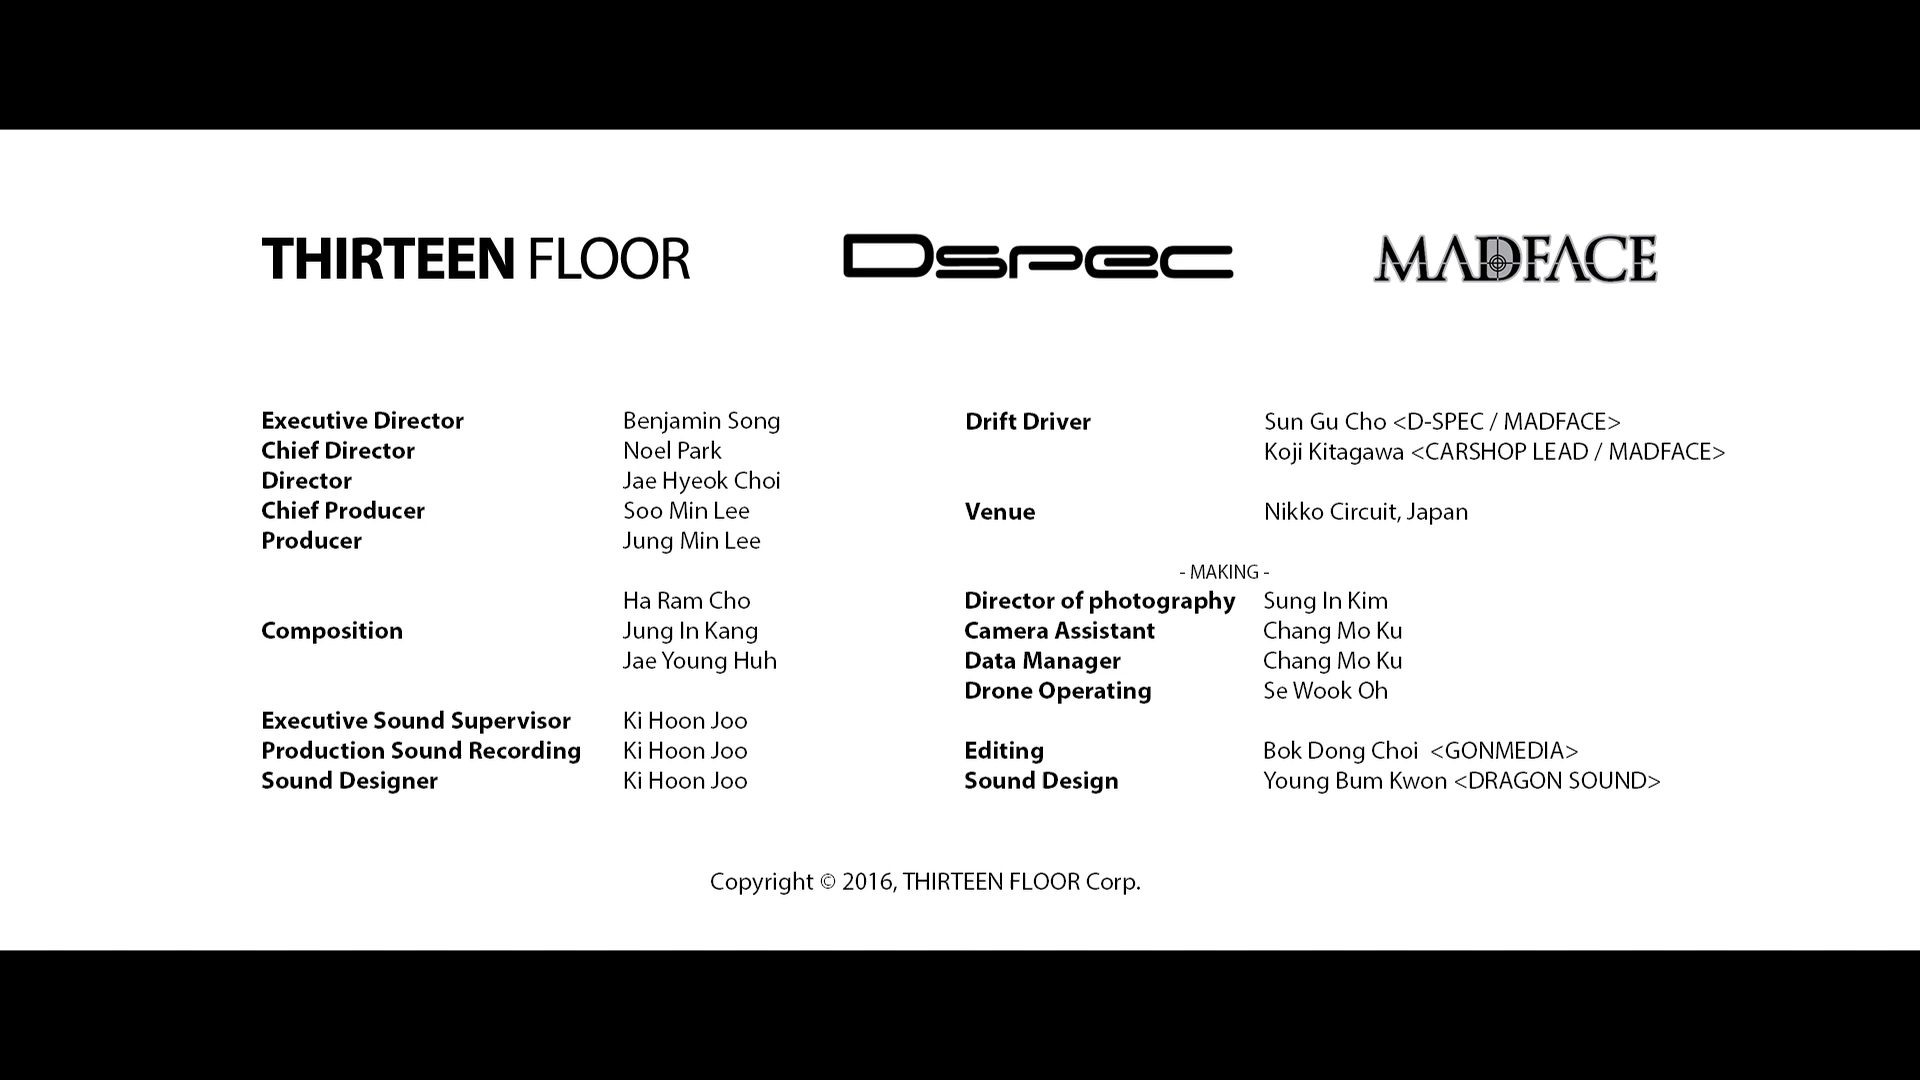 THIRTEEN FLOOR
Dspec
MADFACE
Executive Director Benjamin Song
Chief Director Noel Park
Director Jae Hyeok Choi
Chief Producer Soo Min Lee
Producer Jung Min Lee
Ha Ram Cho
Composition Jung In Kang
Jae Young Huh
Executive Sound Supervisor Ki Hoon Joo
Production Sound Recording Ki Hoon Joo
Sound Designer Ki Hoon Joo
Drift Driver Sun Gu Cho <D-SPEC / MADFACE>
Koji Kitagawa <CARSHOP LEAD / MADFACE>
Venue Nikko Circuit, Japan
- MAKING -
Director of photography Sung In Kim
Camera Assistant Chang Mo Ku
Data Manager Chang Mo Ku
Drone Operating Se Wook Oh
Editing Bok Dong Choi <GONMEDIA>
Sound Design Young Bum Kwon <DRAGON SOUND>
Copyright © 2016, THIRTEEN FLOOR Corp.